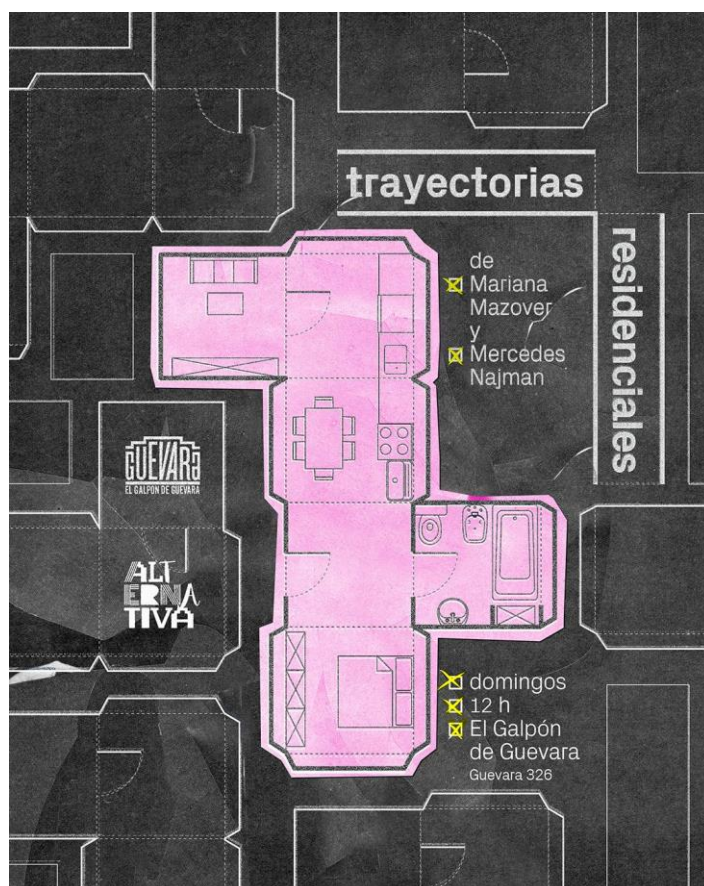 trayectorias
residenciales
de
Mariana
Mazover
y
Mercedes
Najman
GUEVARA
EL GALPÓN DE GUEVARA
ALT
ERNA
TIVA
domingos
12 h
El Galpón
de Guevara
Guevara 326